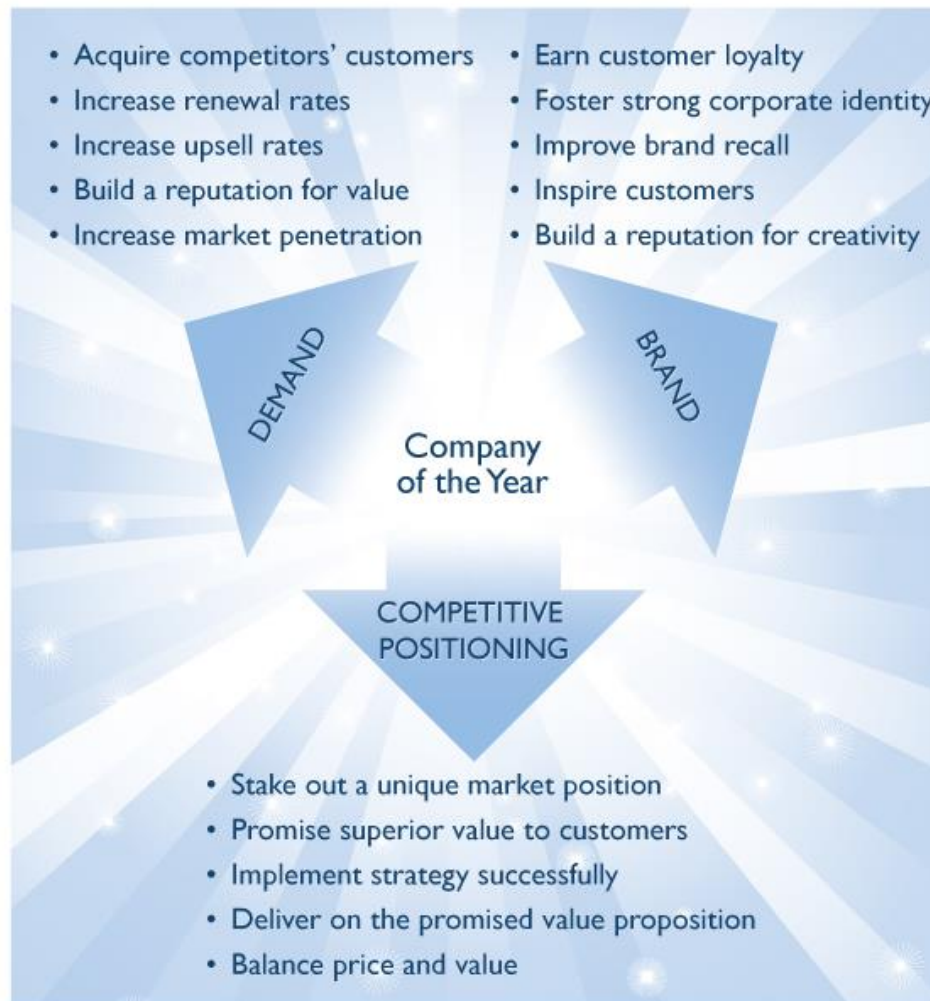 • Acquire competitors’ customers
• Increase renewal rates
• Increase upsell rates
• Build a reputation for value
• Increase market penetration
• Earn customer loyalty
• Foster strong corporate identity
• Improve brand recall
• Inspire customers
• Build a reputation for creativity
DEMAND
BRAND
Company
of the Year
COMPETITIVE
POSITIONING
• Stake out a unique market position
• Promise superior value to customers
• Implement strategy successfully
• Deliver on the promised value proposition
• Balance price and value